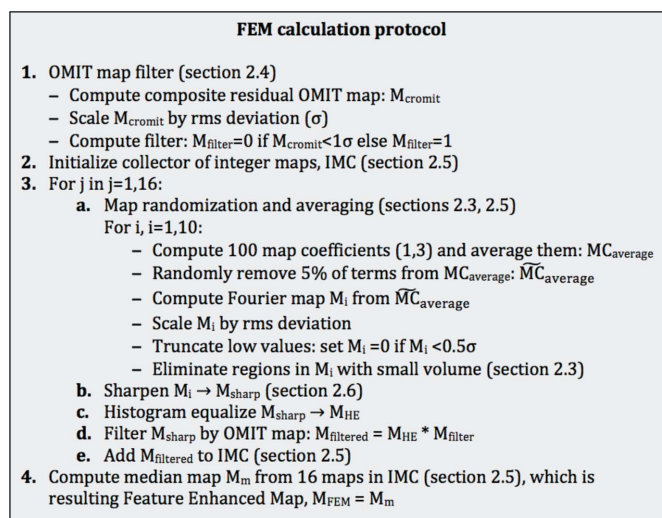 FEM calculation protocol
1. OMIT map filter (section 2.4)
– Compute composite residual OMIT map: Mcromit
– Scale Mcromit by rms deviation (σ)
– Compute filter: Mfilter=0 if Mcromit<1σ else Mfilter=1
2. Initialize collector of integer maps, IMC (section 2.5)
3. For j in j=1,16:
a. Map randomization and averaging (sections 2.3, 2.5)
For i, i=1,10:
– Compute 100 map coefficients (1,3) and average them: MCaverage
– Randomly remove 5% of terms from MCaverage: M͠Caverage
– Compute Fourier map Mi from M͠Caverage
– Scale Mi by rms deviation
– Truncate low values: set Mi =0 if Mi <0.5σ
– Eliminate regions in Mi with small volume (section 2.3)
b. Sharpen Mi → Msharp (section 2.6)
c. Histogram equalize Msharp → MHE
d. Filter Msharp by OMIT map: Mfiltered = MHE * Mfilter
e. Add Mfiltered to IMC (section 2.5)
4. Compute median map Mm from 16 maps in IMC (section 2.5), which is
resulting Feature Enhanced Map, MFEM = Mm